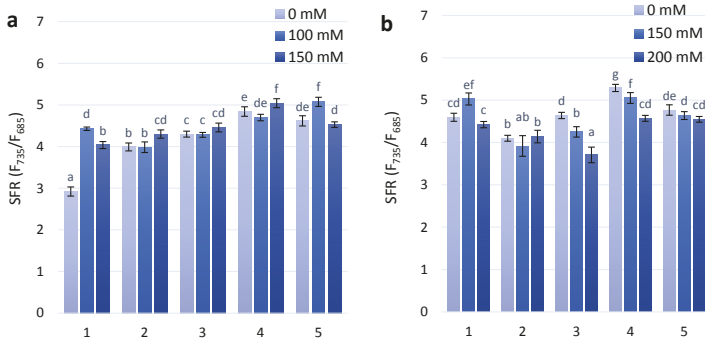 a
0 mM
100 mM
150 mM
SFR (F735/F685)
7
6
5
4
3
2
1
0
a d b
b b cd
c c cd
e de f
d f d
1 2 3 4 5
b
0 mM
150 mM
200 mM
SFR (F735/F685)
7
6
5
4
3
2
1
0
cd ef c
b ab b
d b a
g f cd
de d cd
1 2 3 4 5